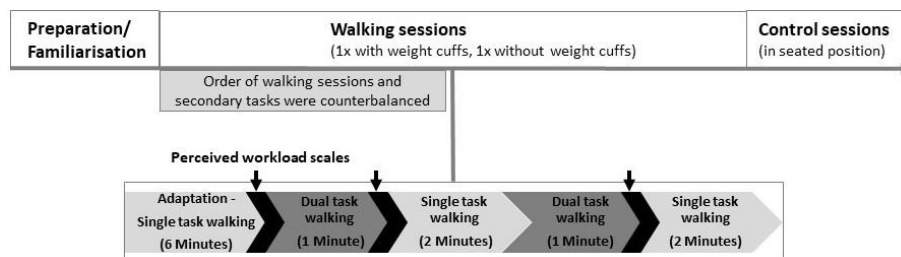 Preparation/
Familiarisation
Walking sessions
(1x with weight cuffs, 1x without weight cuffs)
Control sessions
(in seated position)
Order of walking sessions and
secondary tasks were counterbalanced
Perceived workload scales
Adaptation -
Single task walking
(6 Minutes)
Dual task
walking
(1 Minute)
Single task
walking
(2 Minutes)
Dual task
walking
(1 Minute)
Single task
walking
(2 Minutes)